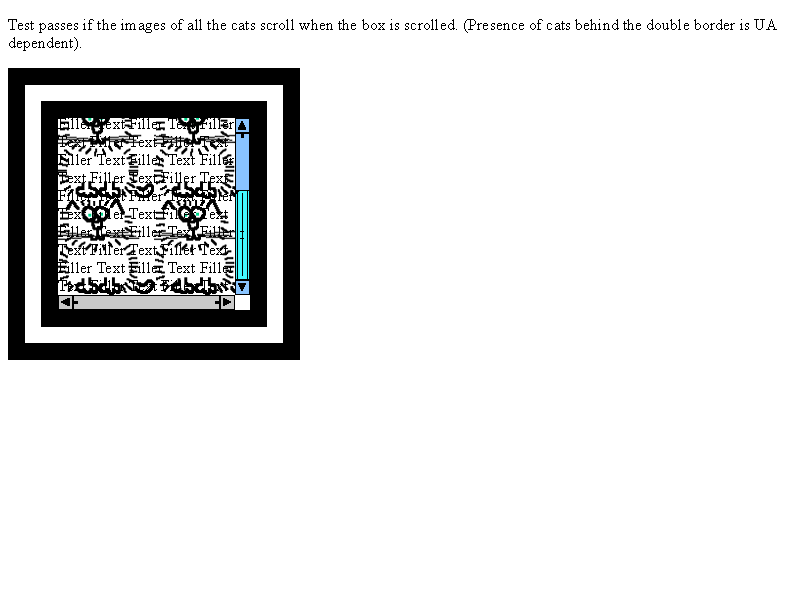 Test passes if the images of all the cats scroll when the box is scrolled. (Presence of cats behind the double border is UA
dependent).
Filler Text Filler Text Filler
Text Filler Text Filler Text
Filler Text Filler Text Filler
Text Filler Text Filler Text
Filler Text Filler Text Filler
Text Filler Text Filler Text
Filler Text Filler Text Filler
Text Filler Text Filler Text
Filler Text Filler Text Filler
Text Filler Text Filler Text